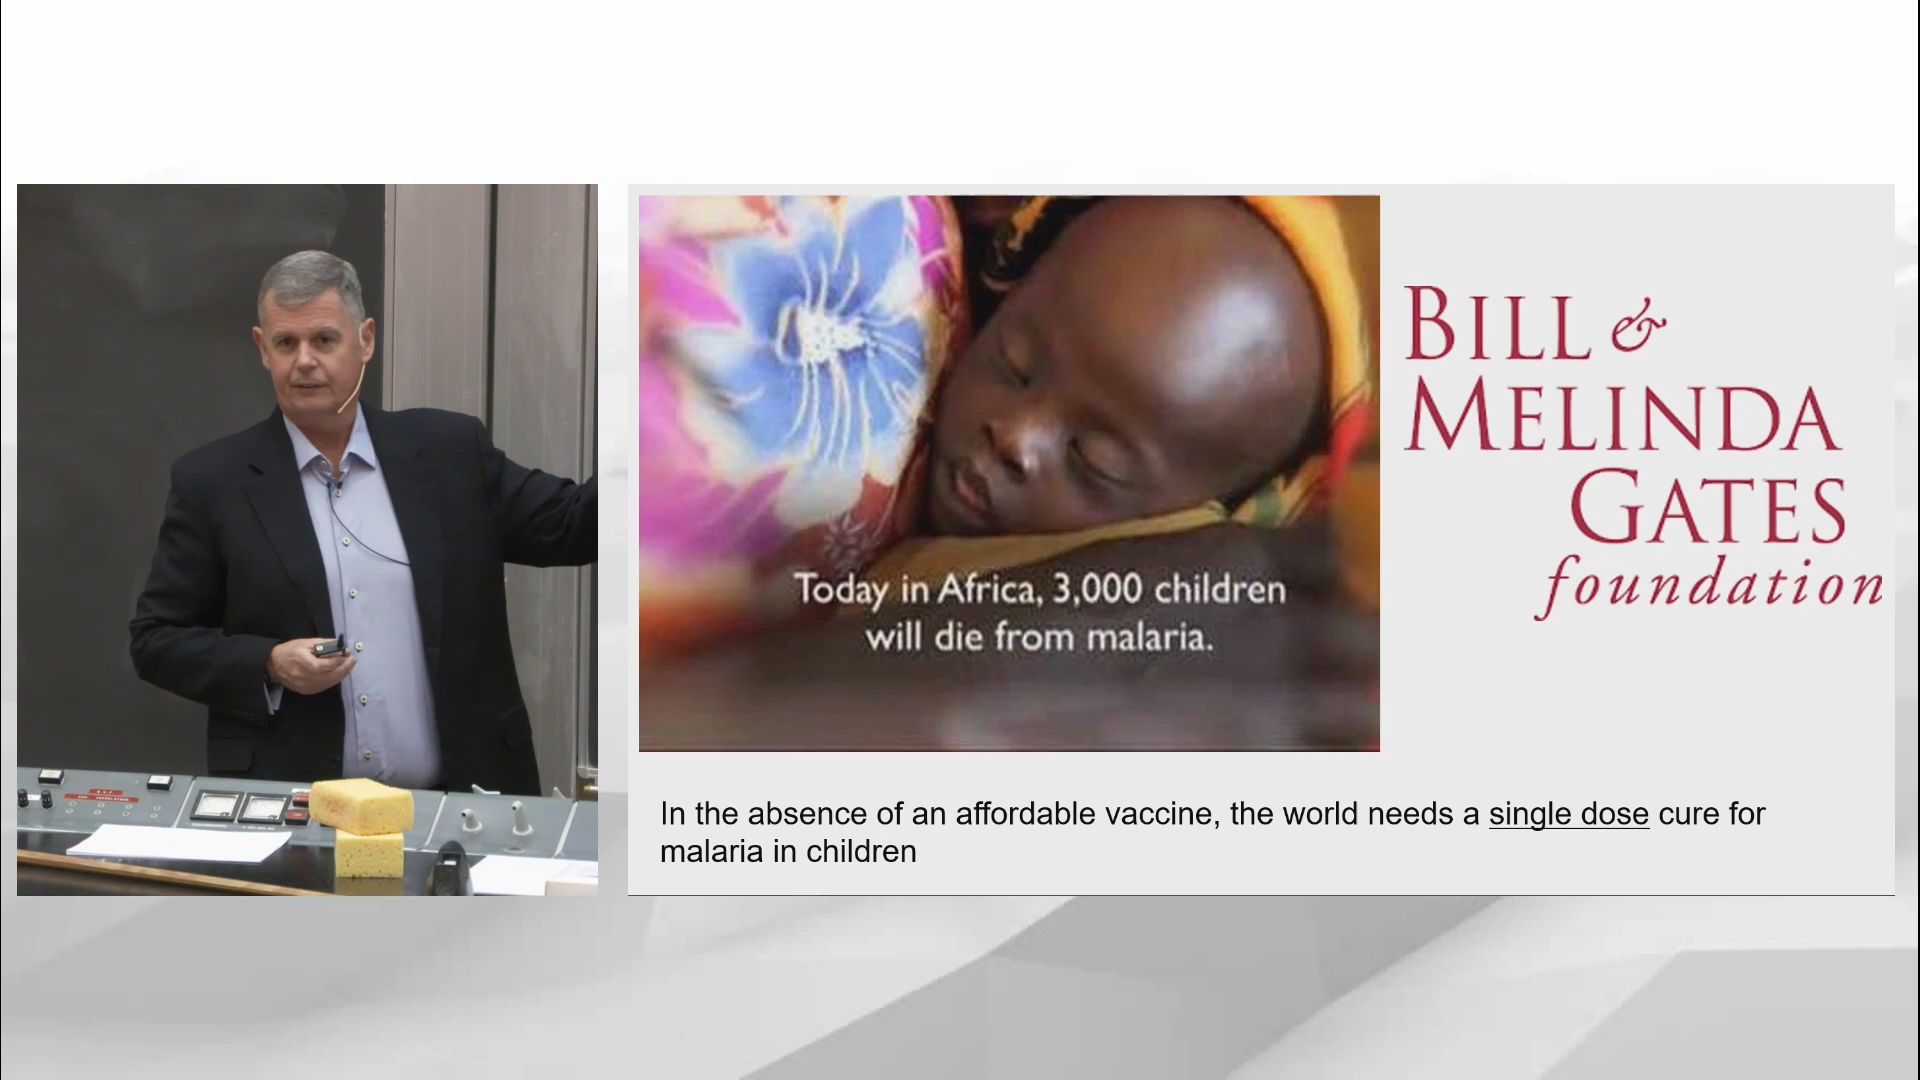 Today in Africa, 3,000 children
will die from malaria.
BILL &
MELINDA
GATES
foundation
In the absence of an affordable vaccine, the world needs a single dose cure for
malaria in children